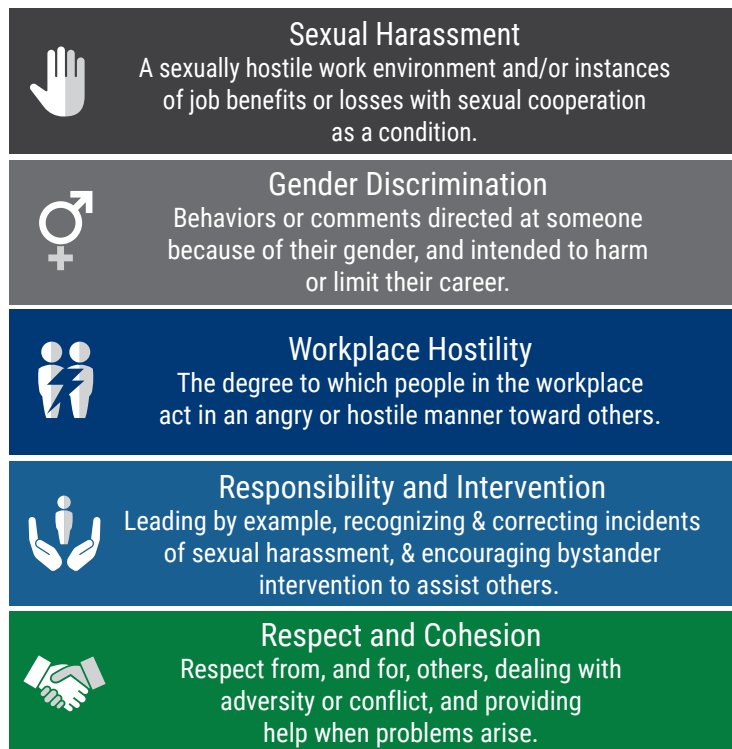 Sexual Harassment
A sexually hostile work environment and/or instances
of job benefits or losses with sexual cooperation
as a condition.
Gender Discrimination
Behaviors or comments directed at someone
because of their gender, and intended to harm
or limit their career.
Workplace Hostility
The degree to which people in the workplace
act in an angry or hostile manner toward others.
Responsibility and Intervention
Leading by example, recognizing & correcting incidents
of sexual harassment, & encouraging bystander
intervention to assist others.
Respect and Cohesion
Respect from, and for, others, dealing with
adversity or conflict, and providing
help when problems arise.